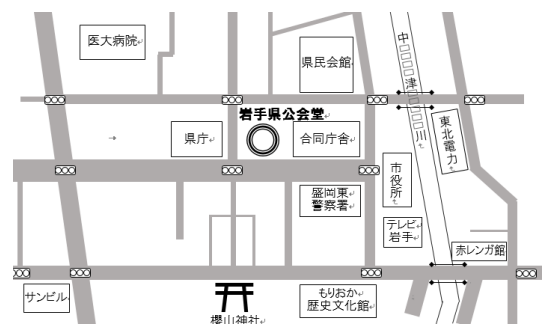 医大病院
県民会館
中津川
岩手県公会堂
東北電力
県庁
合同庁舎
市役所
盛岡東
警察署
テレビ
岩手
赤レンガ館
サンビル
櫻山神社
もりおか
歴史文化館